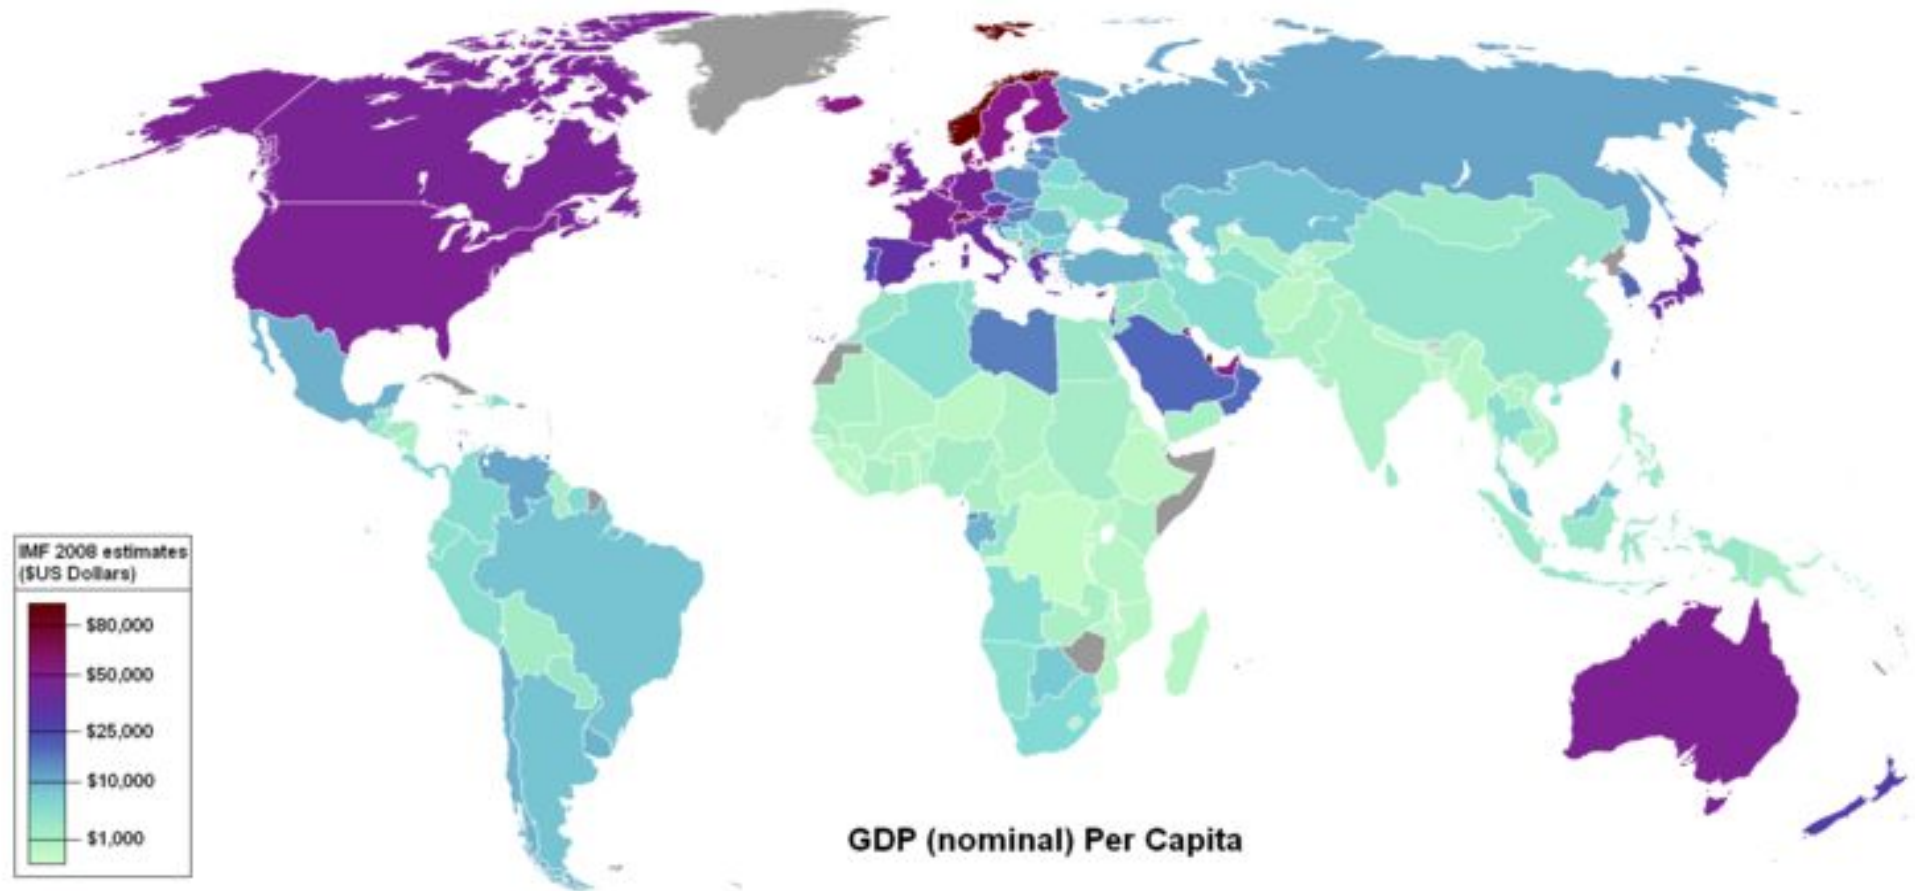 IMF 2008 estimates
($US Dollars)
$80,000
$50,000
$25,000
$10,000
$1,000
GDP (nominal) Per Capita